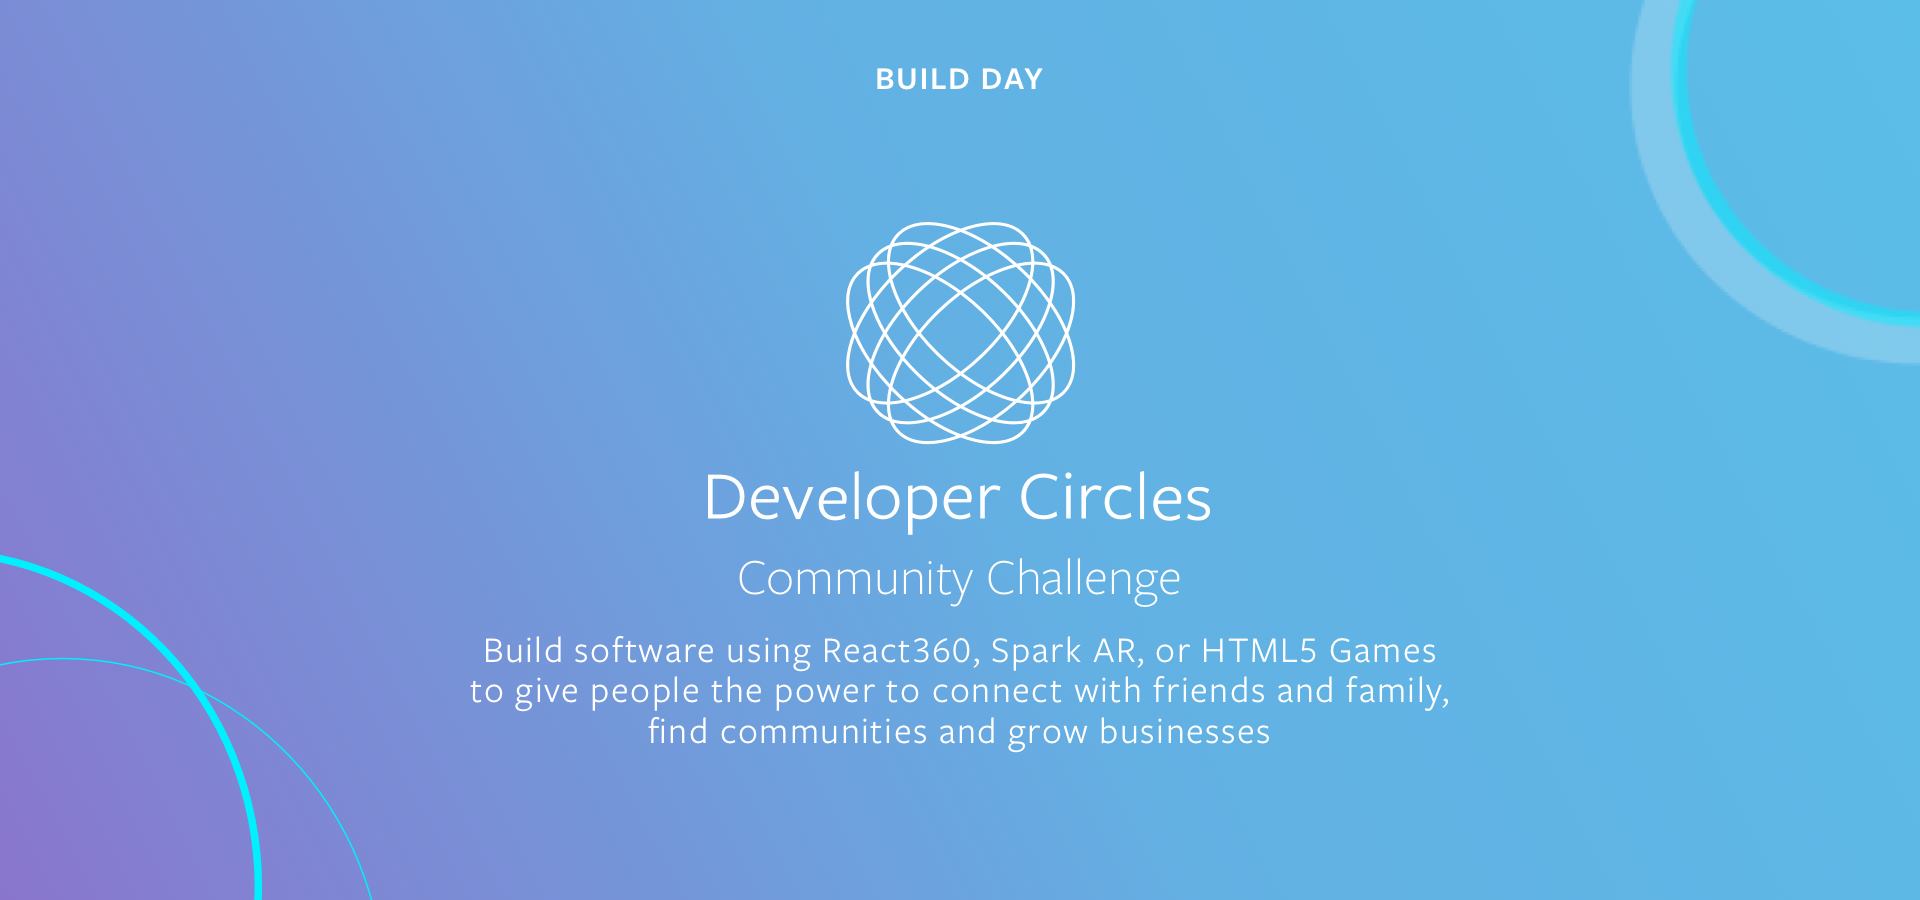 BUILD DAY
Developer Circles
Community Challenge
Build software using React360, Spark AR, or HTML5 Games
to give people the power to connect with friends and family,
find communities and grow businesses